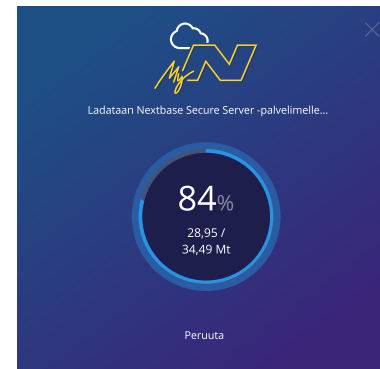 My N
Ladataan Nextbase Secure Server -palvelimelle...
84%
28,95 /
34,49 Mt
Peruuta